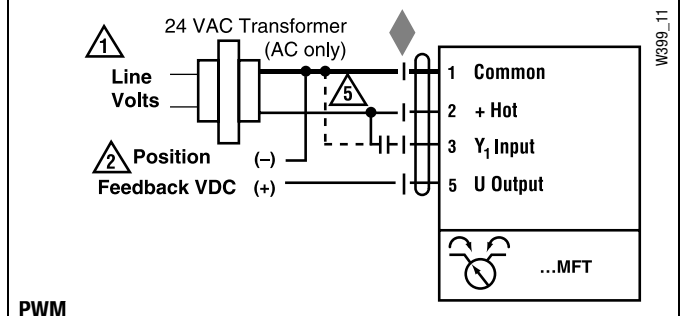 24 VAC Transformer
(AC only)
1
Line
Volts
5
2 Position (–)
Feedback VDC (+)
1 Common
2 + Hot
3 Y₁ Input
5 U Output
...MFT
W399_11
PWM